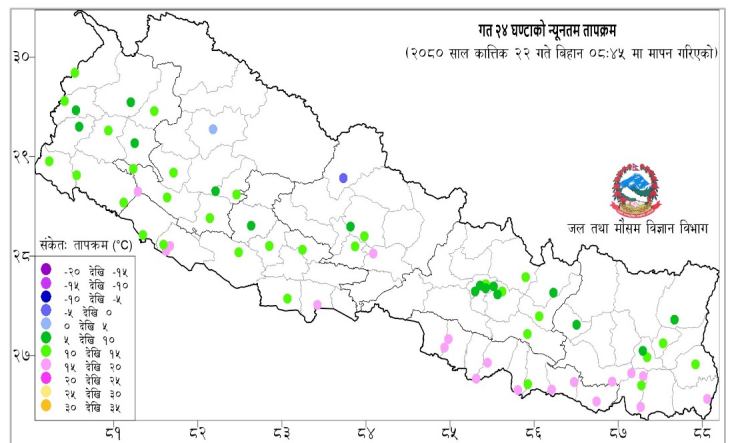 गत २४ घण्टाको न्यूनतम तापक्रम
(२०८० साल कात्तिक २२ गते बिहान ०८:४५ मा मापन गरिएको)
३०
२९
जल तथा मौसम विज्ञान विभाग
संकेतः तापक्रम (°C)
२८
-२० देखि -१५
-१५ देखि -१०
-१० देखि -५
-५ देखि ०
० देखि ५
५ देखि १०
१० देखि १५
१५ देखि २०
२० देखि २५
२५ देखि ३०
३० देखि ३५
२७
८१ ८२ ८३ ८४ ८५ ८६ ८७ ८८